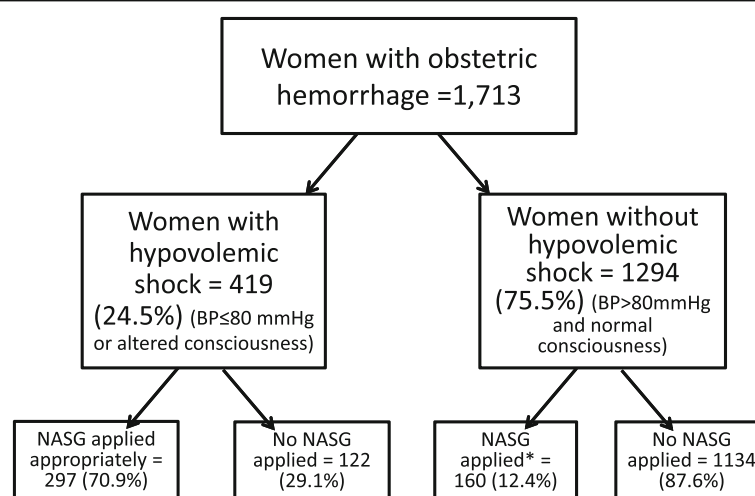 Women with obstetric
hemorrhage =1,713
Women with
hypovolemic
shock = 419
(24.5%) (BP≤80 mmHg
or altered consciousness)
Women without
hypovolemic
shock = 1294
(75.5%) (BP>80mmHg
and normal
consciousness)
NASG applied
appropriately =
297 (70.9%)
No NASG
applied = 122
(29.1%)
NASG
applied* =
160 (12.4%)
No NASG
applied = 1134
(87.6%)